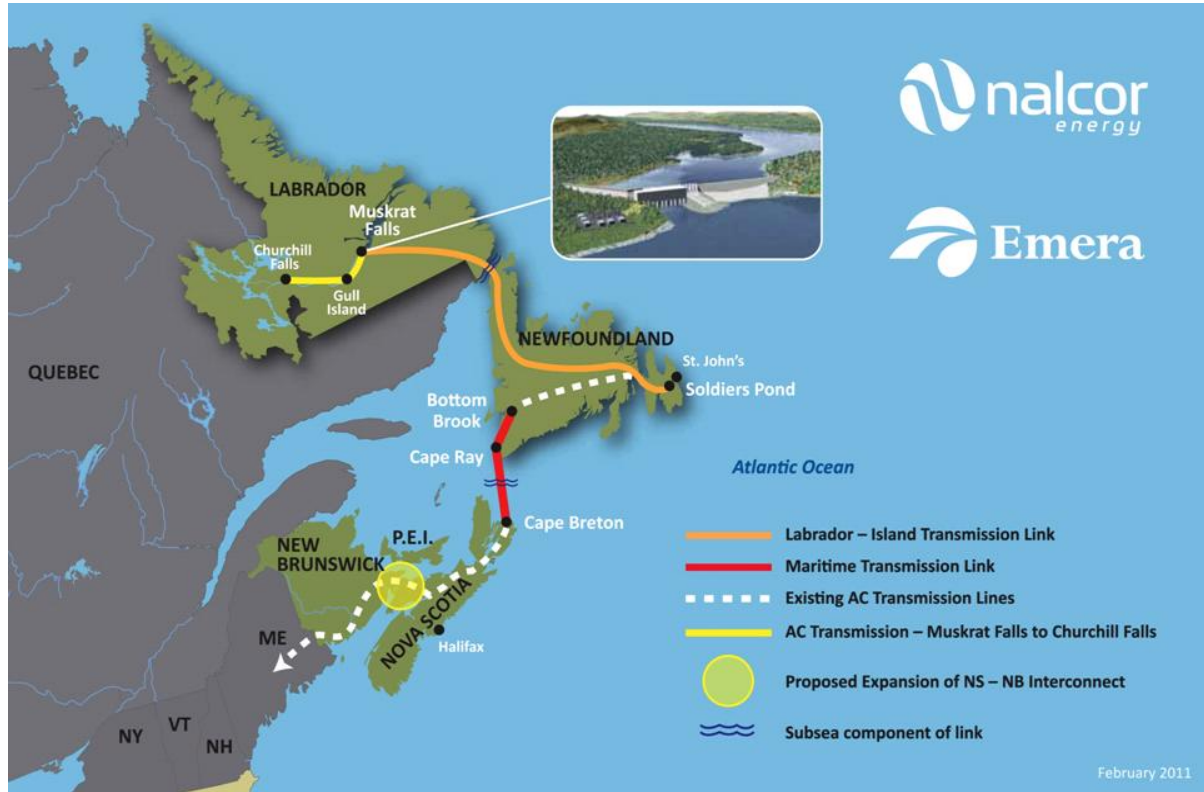 nalcor
energy
Emera
LABRADOR
Muskrat
Falls
Churchill
Falls
Gull
Island
QUEBEC
NEWFOUNDLAND
St. John's
Soldiers Pond
Bottom
Brook
Cape Ray
Cape Breton
Atlantic Ocean
P.E.I.
NEW
BRUNSWICK
NOVA SCOTIA
Halifax
ME
VT
NY
NH
Labrador – Island Transmission Link
Maritime Transmission Link
Existing AC Transmission Lines
AC Transmission – Muskrat Falls to Churchill Falls
Proposed Expansion of NS – NB Interconnect
Subsea component of link
February 2011